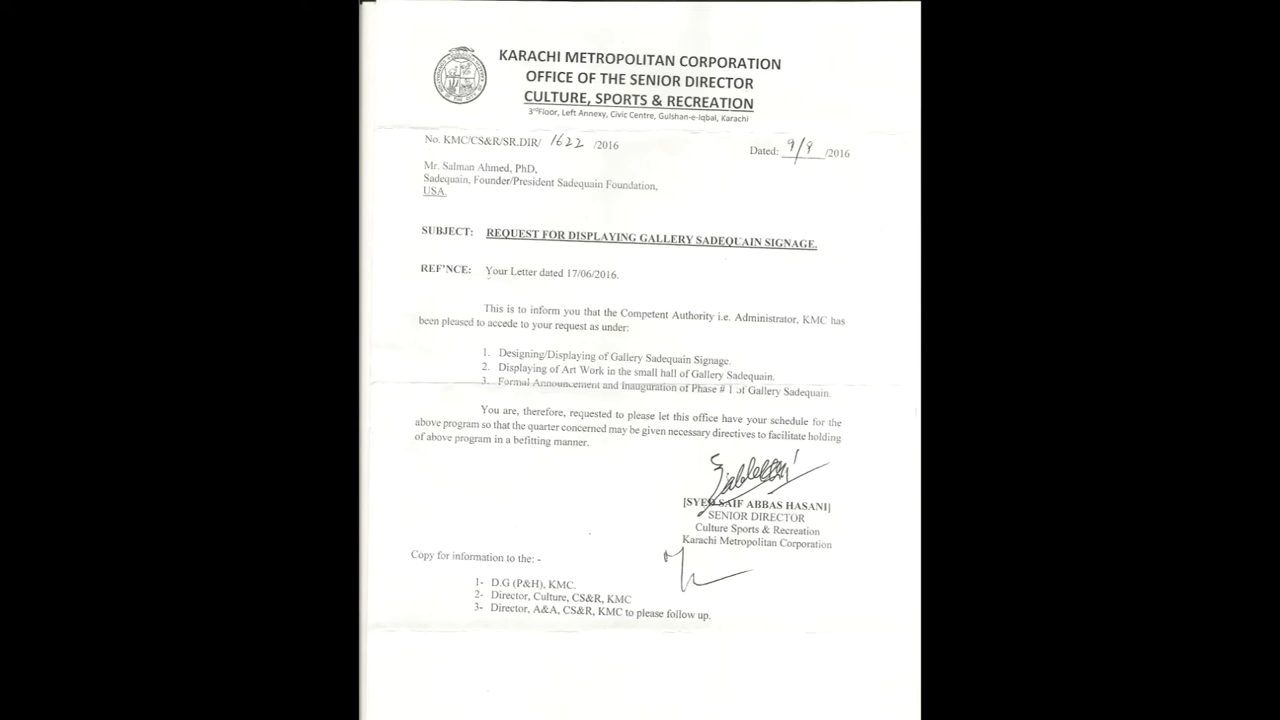 KARACHI METROPOLITAN CORPORATION
OFFICE OF THE SENIOR DIRECTOR
CULTURE, SPORTS & RECREATION
3rdFloor, Left Annexy, Civic Centre, Gulshan-e-Iqbal, Karachi
No. KMC/CS&R/SR.DIR/ 1622 /2016
Dated: 9/9 /2016
Mr. Salman Ahmed, PhD,
Sadequain, Founder/President Sadequain Foundation,
USA.
SUBJECT: REQUEST FOR DISPLAYING GALLERY SADEQUAIN SIGNAGE.
REF'NCE: Your Letter dated 17/06/2016.
This is to inform you that the Competent Authority i.e. Administrator, KMC has
been pleased to accede to your request as under:
1. Designing/Displaying of Gallery Sadequain Signage.
2. Displaying of Art Work in the small hall of Gallery Sadequain.
3. Formal Announcement and Inauguration of Phase # 1 of Gallery Sadequain.
You are, therefore, requested to please let this office have your schedule for the
above program so that the quarter concerned may be given necessary directives to facilitate holding
of above program in a befitting manner.
[SYED SAIF ABBAS HASANI]
SENIOR DIRECTOR
Culture Sports & Recreation
Karachi Metropolitan Corporation
Copy for information to the: -
1- D.G (P&H), KMC.
2- Director, Culture, CS&R, KMC
3- Director, A&A, CS&R, KMC to please follow up.